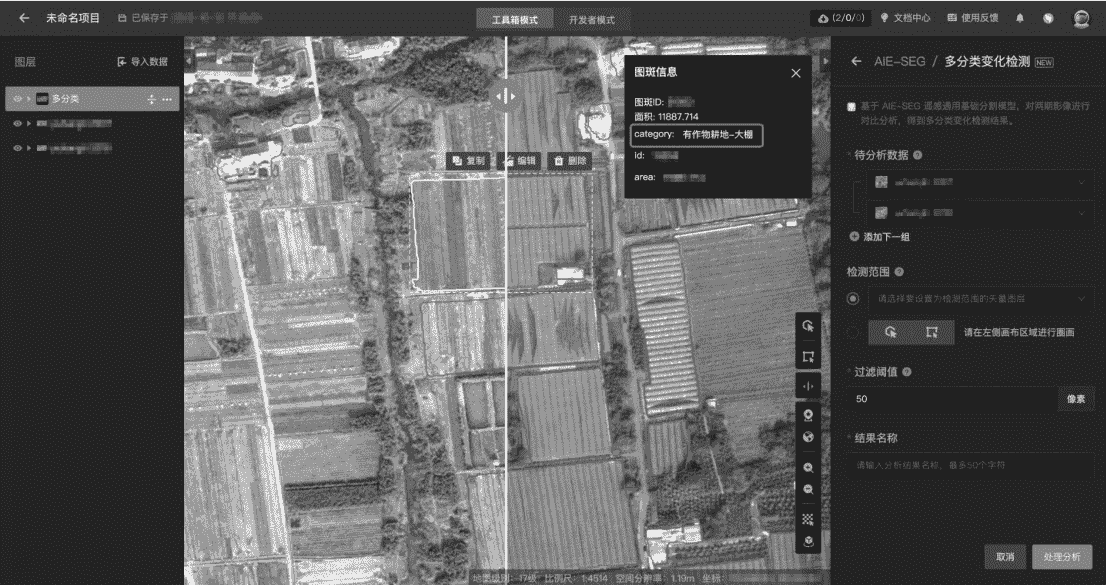 未命名项目
已保存于
工具箱模式
开发者模式
(2/0/0)
文档中心
使用反馈
图层
导入数据
多分类
图斑信息
图斑ID:
面积: 11887.714
category: 有作物耕地-大棚
Id:
area:
复制
编辑
删除
AIE-SEG / 多分类变化检测 NEW
基于 AIE-SEG 遥感通用基础分割模型，对两期影像进行
对比分析，得到多分类变化检测结果。
* 待分析数据
添加下一组
检测范围
请选择要设置为检测范围的矢量图层
请在左侧画布区域进行圈画
* 过滤阈值
50
像素
* 结果名称
请输入分析结果名称，最多50个字符
取消
处理分析
地图级别: 17级 比例尺: 1:4514 空间分辨率: 1.19m 坐标: